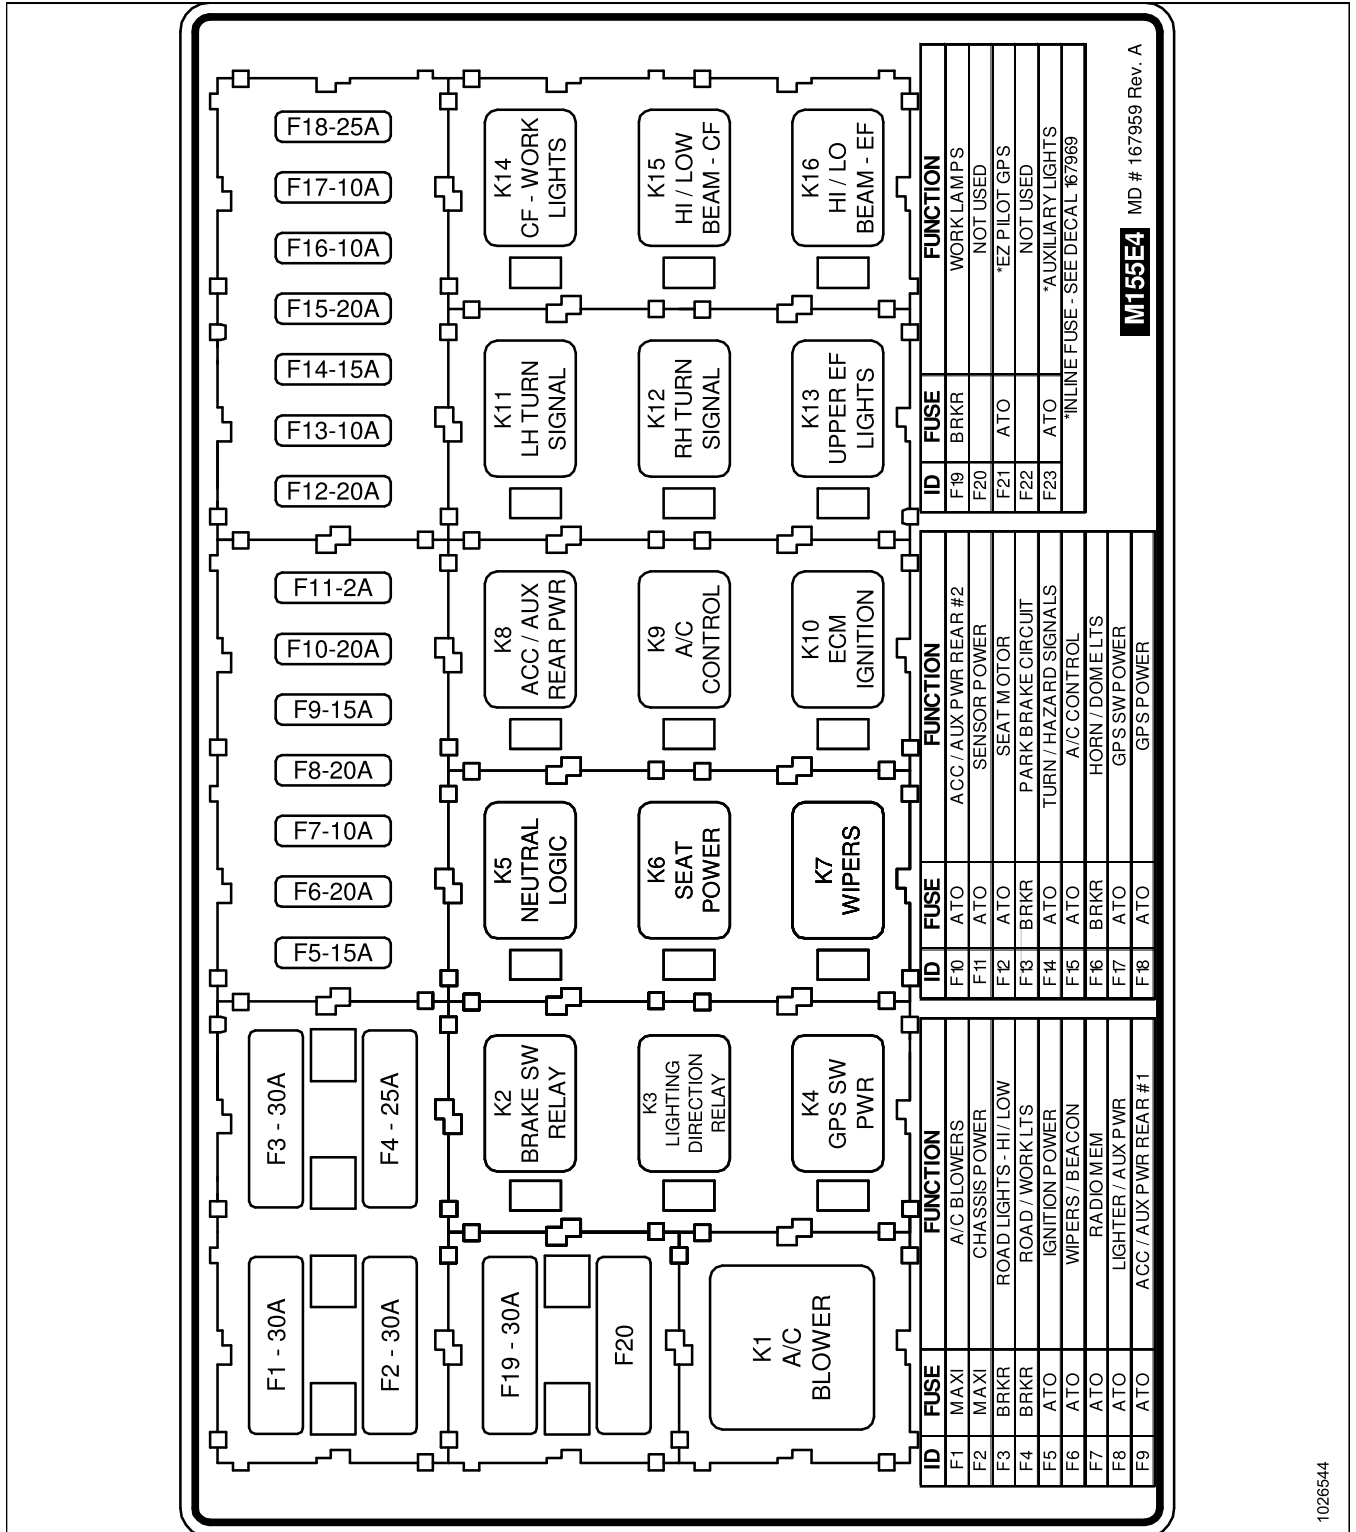 F18-25A
F17-10A
F16-10A
F15-20A
F14-15A
F13-10A
F12-20A
F11-2A
F10-20A
F9-15A
F8-20A
F7-10A
F6-20A
F5-15A
F3 - 30A
F4 - 25A
F1 - 30A
F2 - 30A
F19 - 30A
F20
K14
CF - WORK
LIGHTS
K15
HI / LOW
BEAM - CF
K16
HI / LO
BEAM - EF
K11
LH TURN
SIGNAL
K12
RH TURN
SIGNAL
K13
UPPER EF
LIGHTS
K8
ACC / AUX
REAR PWR
K9
A/C
CONTROL
K10
ECM
IGNITION
K5
NEUTRAL
LOGIC
K6
SEAT
POWER
K7
WIPERS
K2
BRAKE SW
RELAY
K3
LIGHTING
DIRECTION
RELAY
K4
GPS SW
PWR
K1
A/C
BLOWER
ID FUSE FUNCTION
F1 MAXI A/C BLOWERS
F2 MAXI CHASSIS POWER
F3 BRKR ROAD LIGHTS - HI / LOW
F4 BRKR ROAD / WORK LTS
F5 ATO IGNITION POWER
F6 ATO WIPERS / BEACON
F7 ATO RADIO MEM
F8 ATO LIGHTER / AUX PWR
F9 ATO ACC / AUX PWR REAR #1
ID FUSE FUNCTION
F10 ATO ACC / AUX PWR REAR #2
F11 ATO SENSOR POWER
F12 ATO SEAT MOTOR
F13 BRKR PARK BRAKE CIRCUIT
F14 ATO TURN / HAZARD SIGNALS
F15 ATO A/C CONTROL
F16 BRKR HORN / DOME LTS
F17 ATO GPS SW POWER
F18 ATO GPS POWER
ID FUSE FUNCTION
F19 BRKR WORK LAMPS
F20 NOT USED
F21 ATO *EZ PILOT GPS
F22 NOT USED
F23 ATO *AUXILIARY LIGHTS
*INLINE FUSE - SEE DECAL 167969
M155E4 MD # 167959 Rev. A
1026544